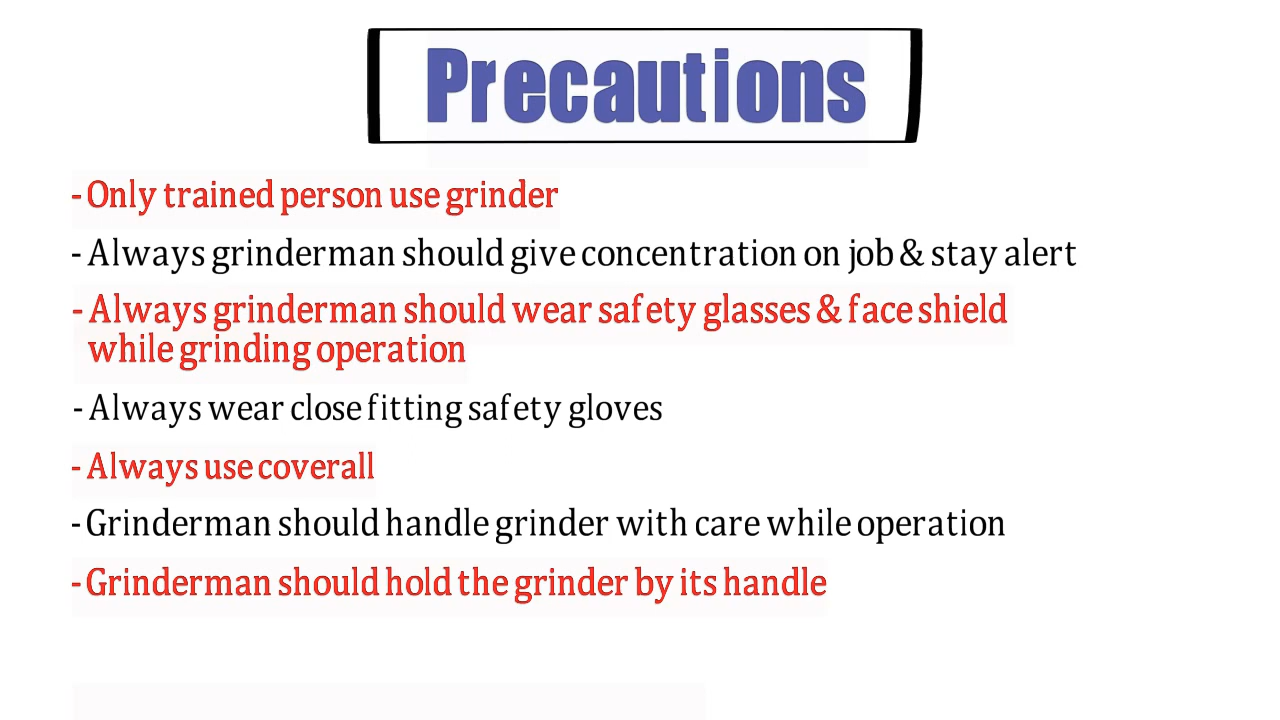 Precautions
- Only trained person use grinder
- Always grinderman should give concentration on job & stay alert
- Always grinderman should wear safety glasses & face shield
while grinding operation
- Always wear close fitting safety gloves
- Always use coverall
- Grinderman should handle grinder with care while operation
- Grinderman should hold the grinder by its handle